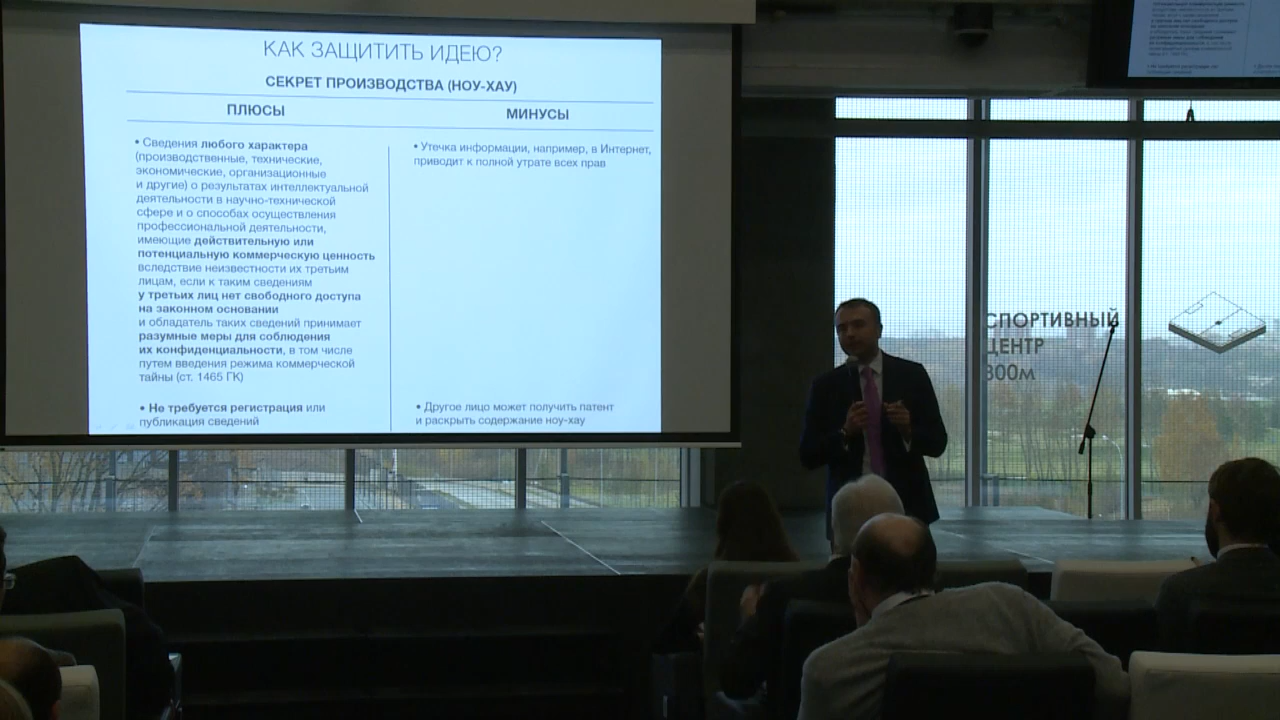 КАК ЗАЩИТИТЬ ИДЕЮ?
СЕКРЕТ ПРОИЗВОДСТВА (НОУ-ХАУ)
ПЛЮСЫ
МИНУСЫ
• Сведения любого характера
(производственные, технические,
экономические, организационные
и другие) о результатах интеллектуальной
деятельности в научно-технической
сфере и о способах осуществления
профессиональной деятельности,
имеющие действительную или
потенциальную коммерческую ценность
вследствие неизвестности их третьим
лицам, если к таким сведениям
у третьих лиц нет свободного доступа
на законном основании
и обладатель таких сведений принимает
разумные меры для соблюдения
их конфиденциальности, в том числе
путем введения режима коммерческой
тайны (ст. 1465 ГК)
• Не требуется регистрация или
публикация сведений
• Утечка информации, например, в Интернет,
приводит к полной утрате всех прав
• Другое лицо может получить патент
и раскрыть содержание ноу-хау
СПОРТИВНЫЙ
ЦЕНТР
300м